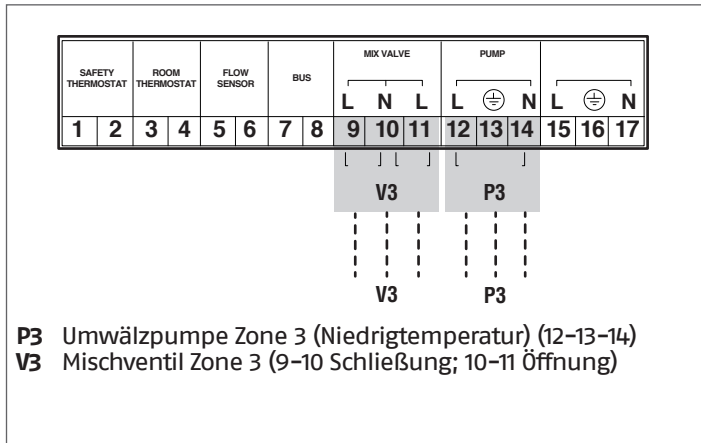 MIX VALVE PUMP
SAFETY THERMOSTAT ROOM THERMOSTAT FLOW SENSOR BUS
L N L L N L N
1 2 3 4 5 6 7 8 9 10 11 12 13 14 15 16 17
V3 P3
V3 P3
P3 Umwälzpumpe Zone 3 (Niedrigtemperatur) (12–13–14)
V3 Mischventil Zone 3 (9–10 Schließung; 10–11 Öffnung)